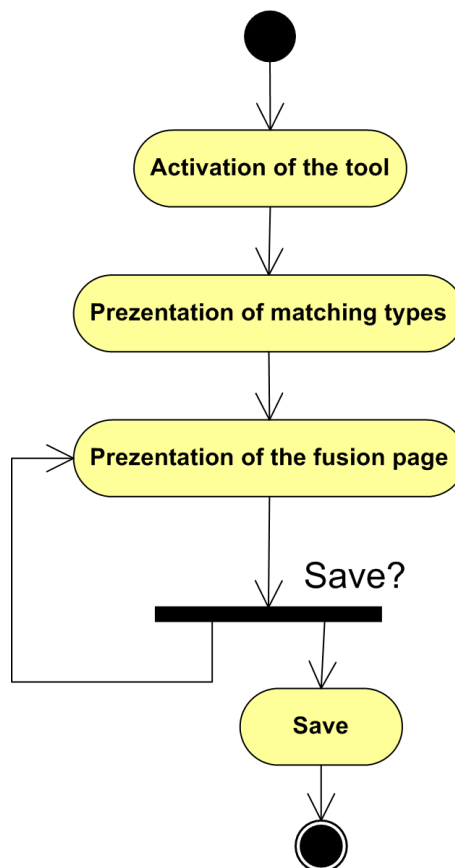 Activation of the tool
Prezentation of matching types
Prezentation of the fusion page
Save?
Save